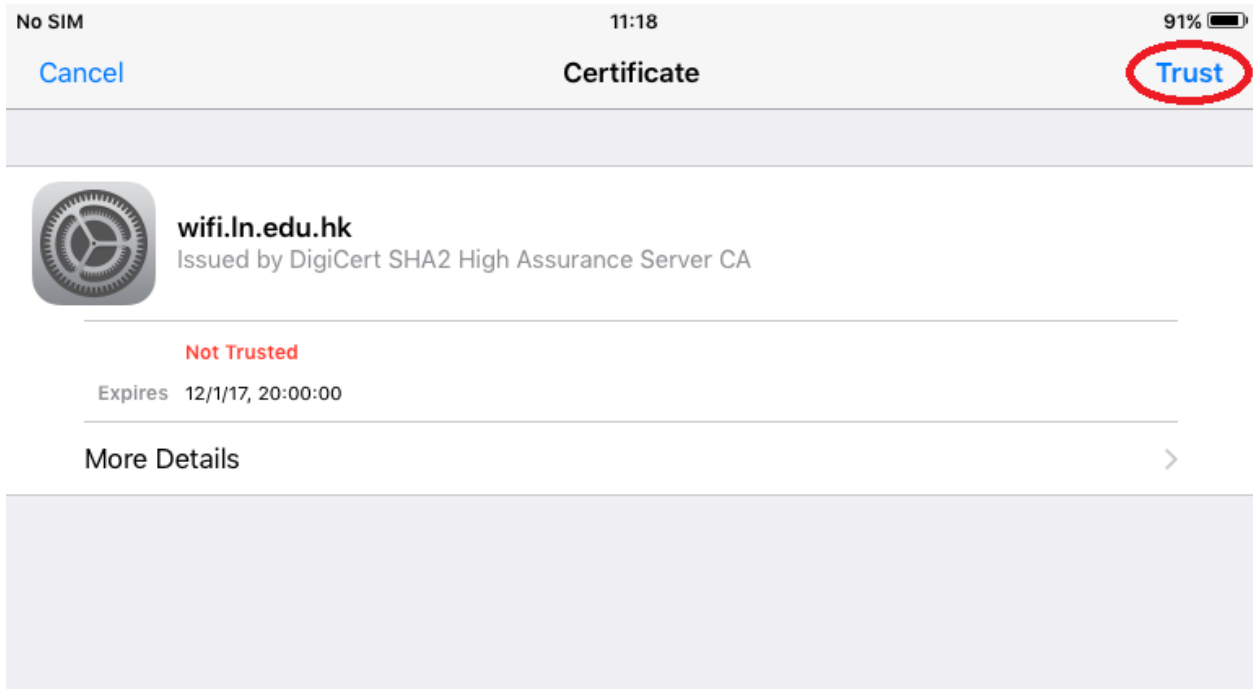 No SIM 11:18 91%
Cancel Certificate Trust
wifi.ln.edu.hk
Issued by DigiCert SHA2 High Assurance Server CA
Not Trusted
Expires 12/1/17, 20:00:00
More Details